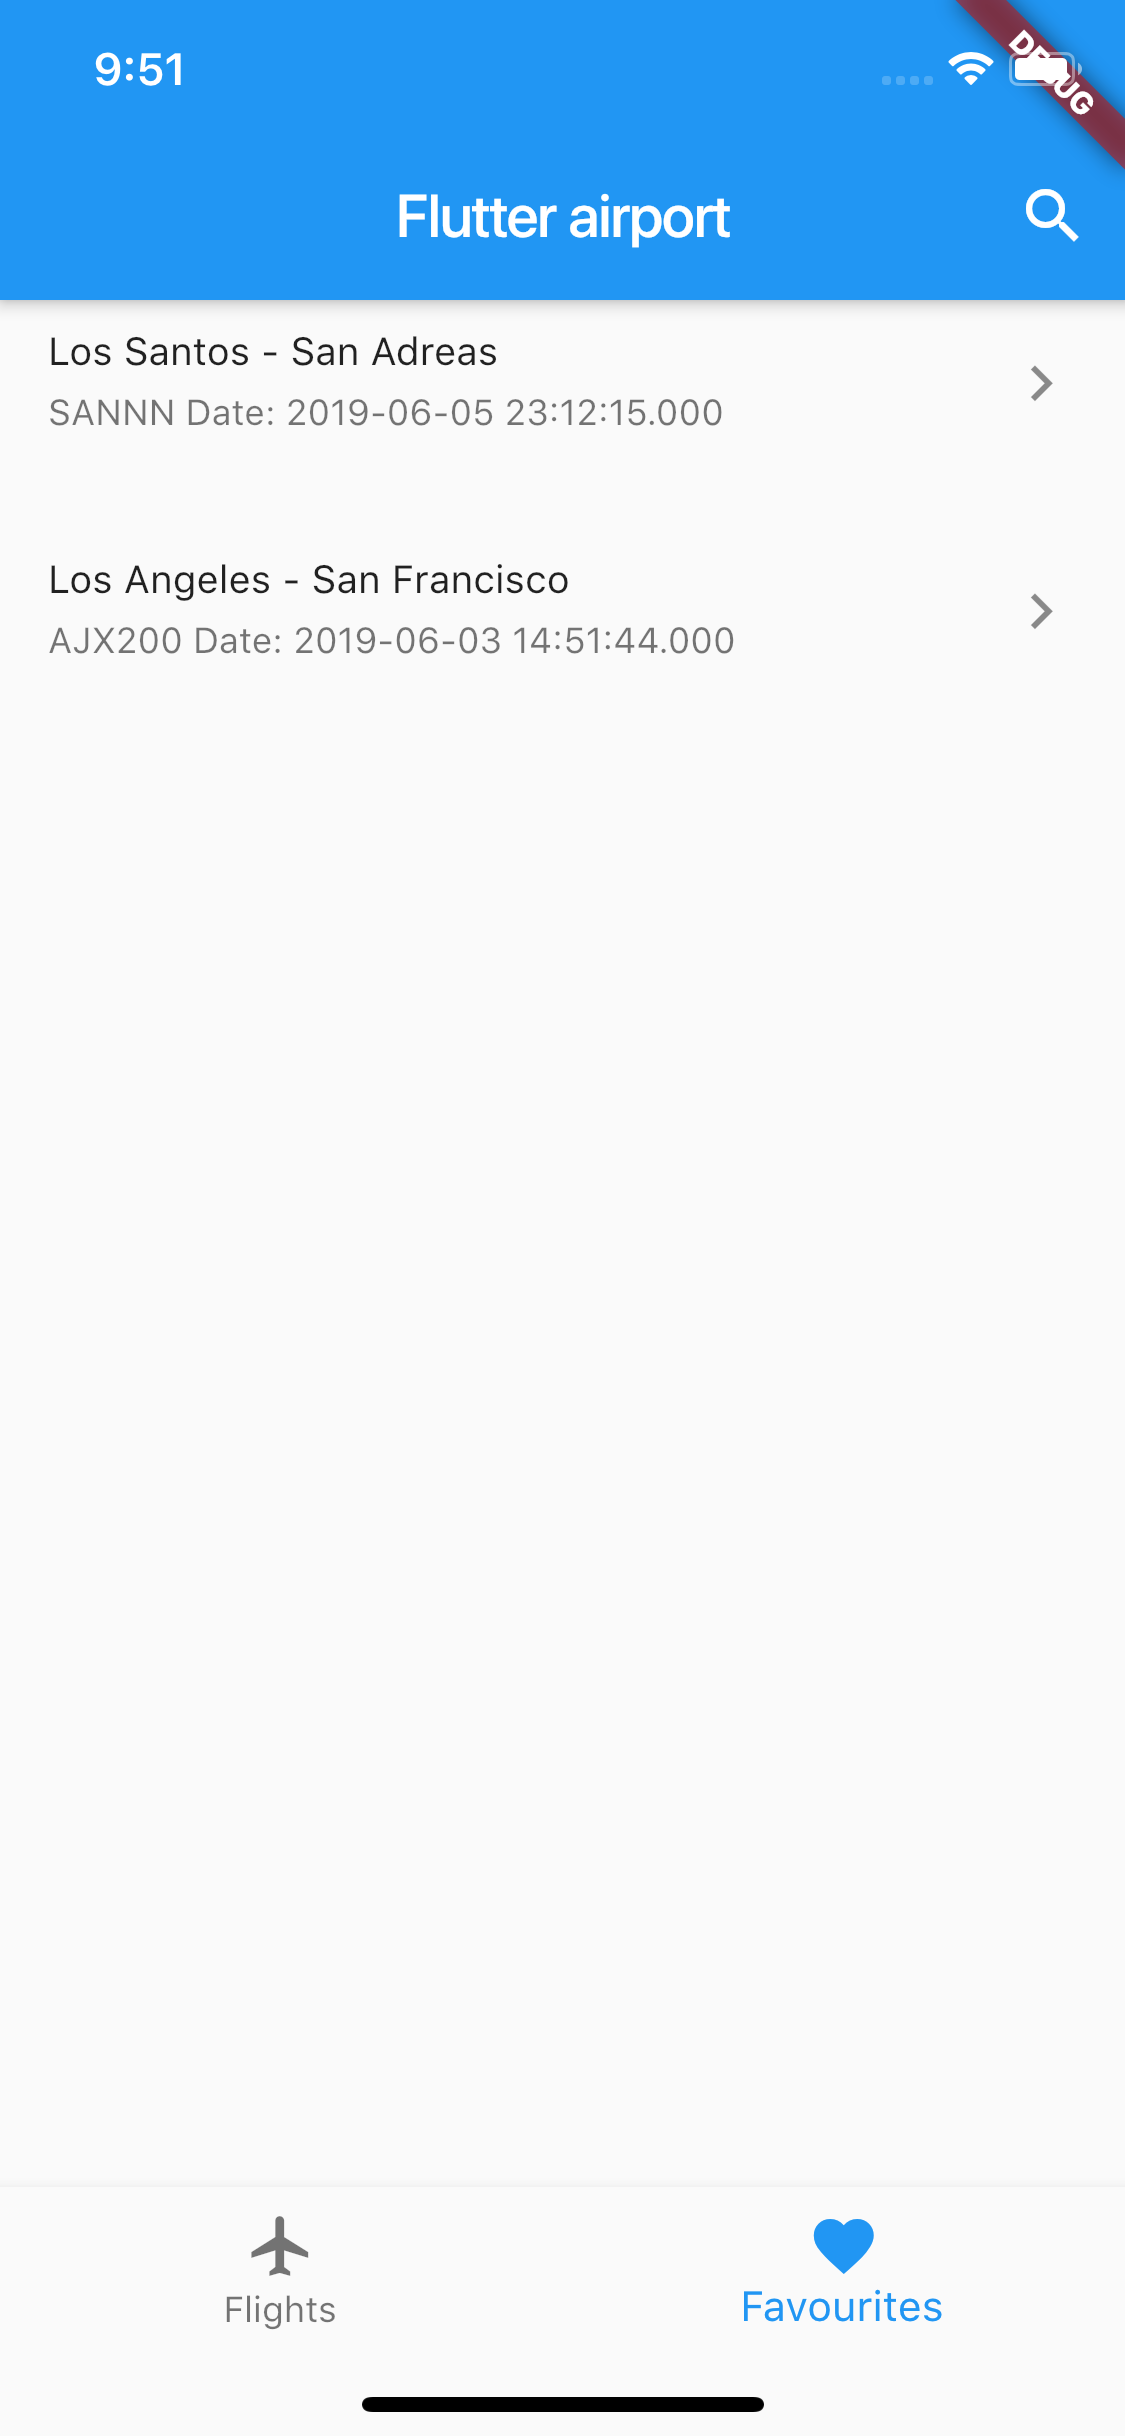 9:51
DEBUG
Flutter airport
Los Santos - San Adreas
SANNN Date: 2019-06-05 23:12:15.000
Los Angeles - San Francisco
AJX200 Date: 2019-06-03 14:51:44.000
Flights
Favourites